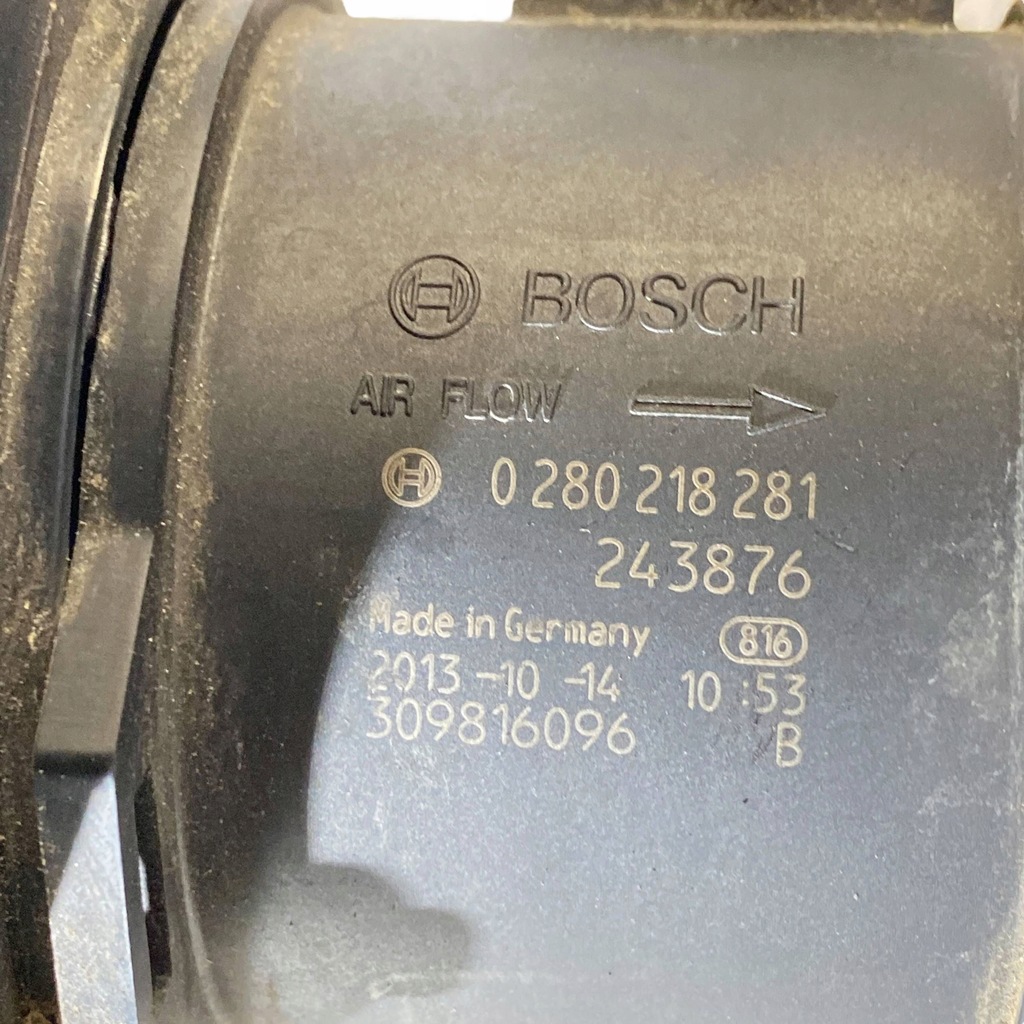 BOSCH
AIR FLOW
0 280 218 281
243876
Made in Germany 816
2013-10-14 10:53
309816096 B